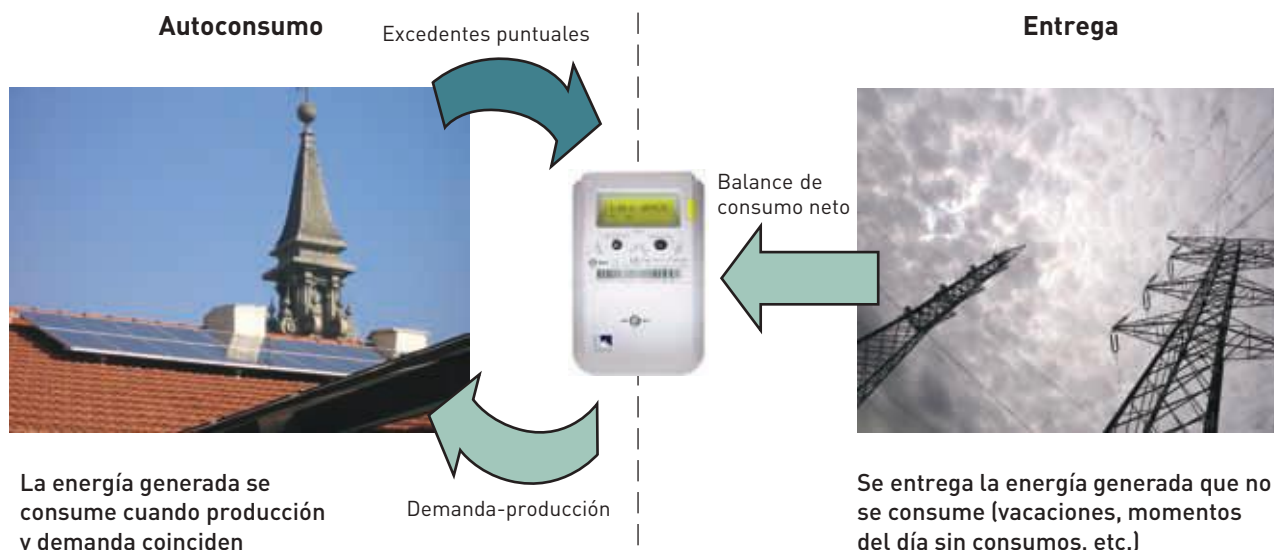 Autoconsumo
Excedentes puntuales
Entrega
Balance de
consumo neto
Demanda-producción
La energía generada se
consume cuando producción
y demanda coinciden
Se entrega la energía generada que no
se consume (vacaciones, momentos
del día sin consumos, etc.)